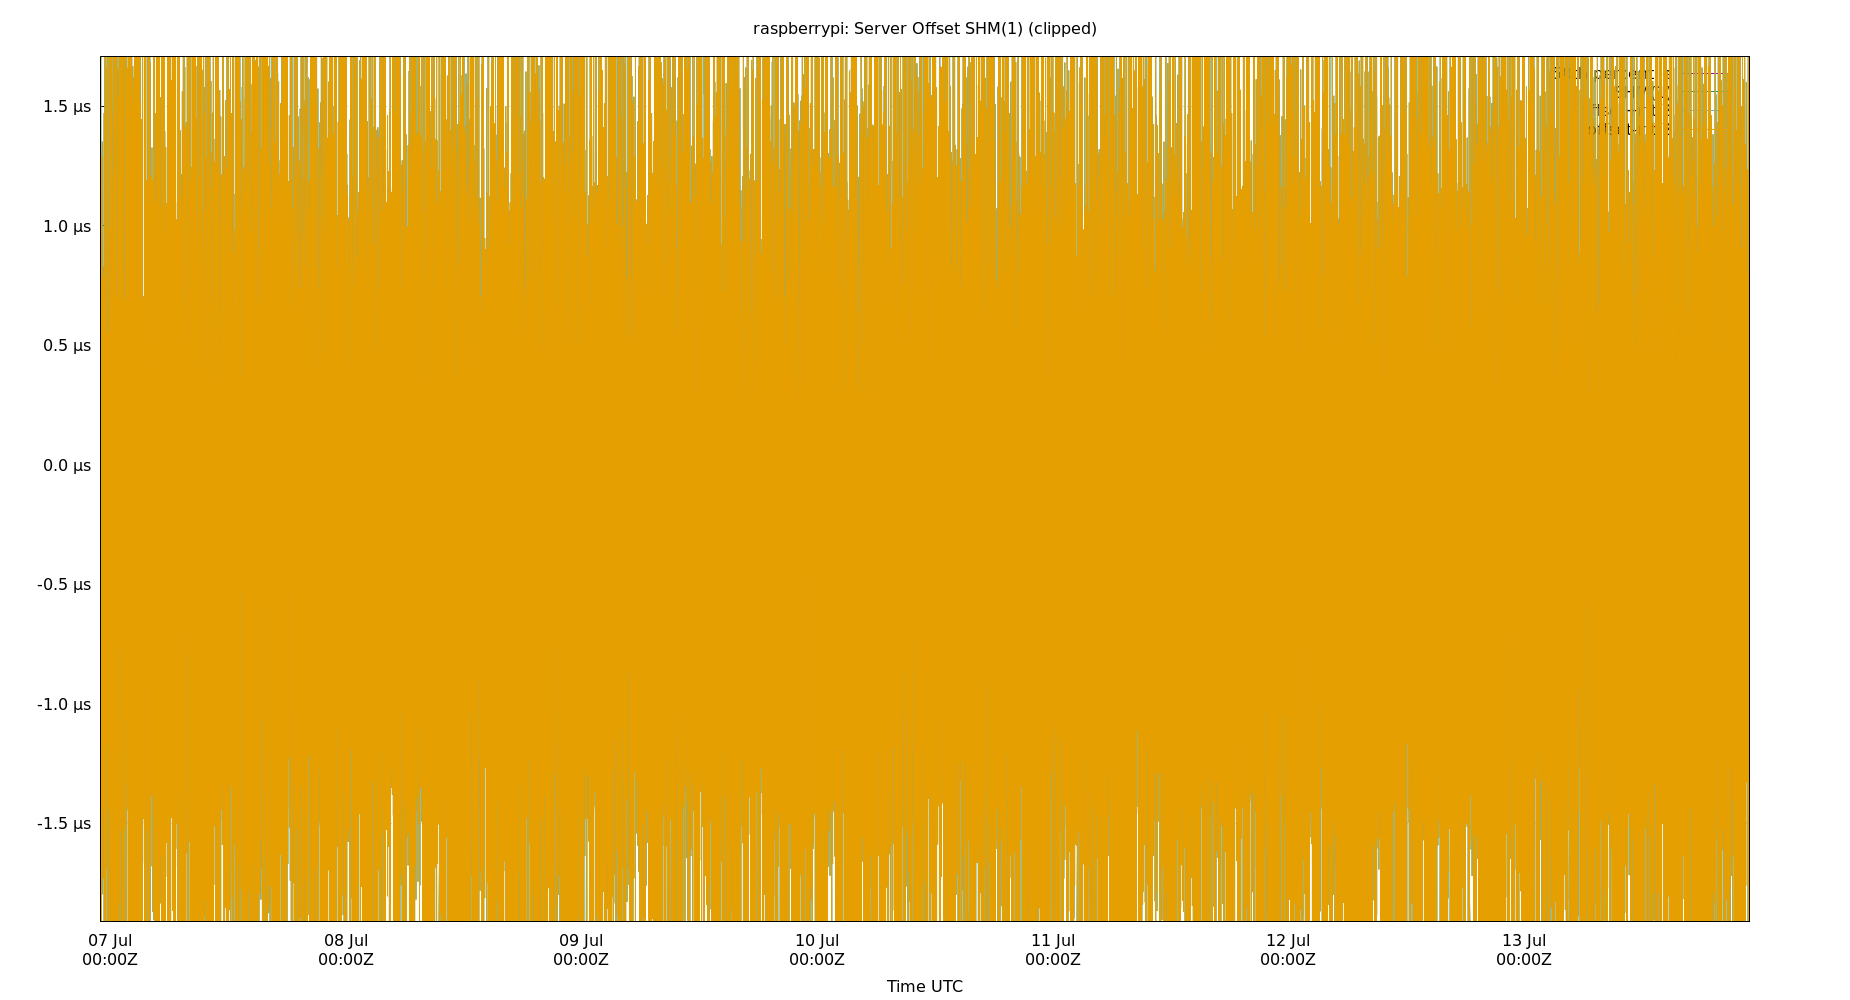 raspberrypi: Server Offset SHM(1) (clipped)
1.5 µs
1.0 µs
0.5 µs
0.0 µs
-0.5 µs
-1.0 µs
-1.5 µs
07 Jul 08 Jul 09 Jul 10 Jul 11 Jul 12 Jul 13 Jul
00:00Z 00:00Z 00:00Z 00:00Z 00:00Z 00:00Z 00:00Z
Time UTC